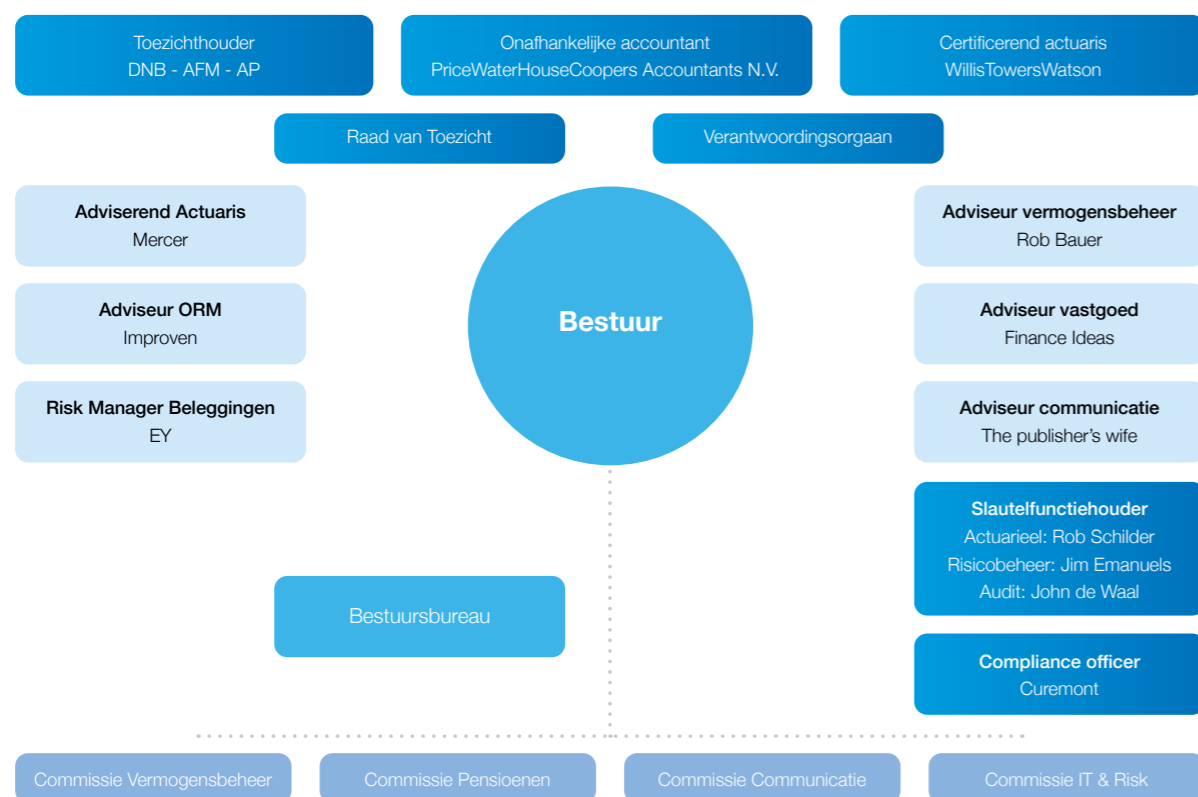 Toezichthouder
DNB - AFM - AP
Onafhankelijke accountant
PriceWaterHouseCoopers Accountants N.V.
Certificerend actuaris
WillisTowersWatson
Raad van Toezicht
Verantwoordingsorgaan
Adviserend Actuaris
Mercer
Adviseur ORM
Improven
Risk Manager Beleggingen
EY
Bestuur
Adviseur vermogensbeheer
Rob Bauer
Adviseur vastgoed
Finance Ideas
Adviseur communicatie
The publisher's wife
Slautelfunctiehouder
Actuarieel: Rob Schilder
Risicobeheer: Jim Emanuels
Audit: John de Waal
Bestuursbureau
Compliance officer
Curemont
Commissie Vermogensbeheer
Commissie Pensioenen
Commissie Communicatie
Commissie IT & Risk